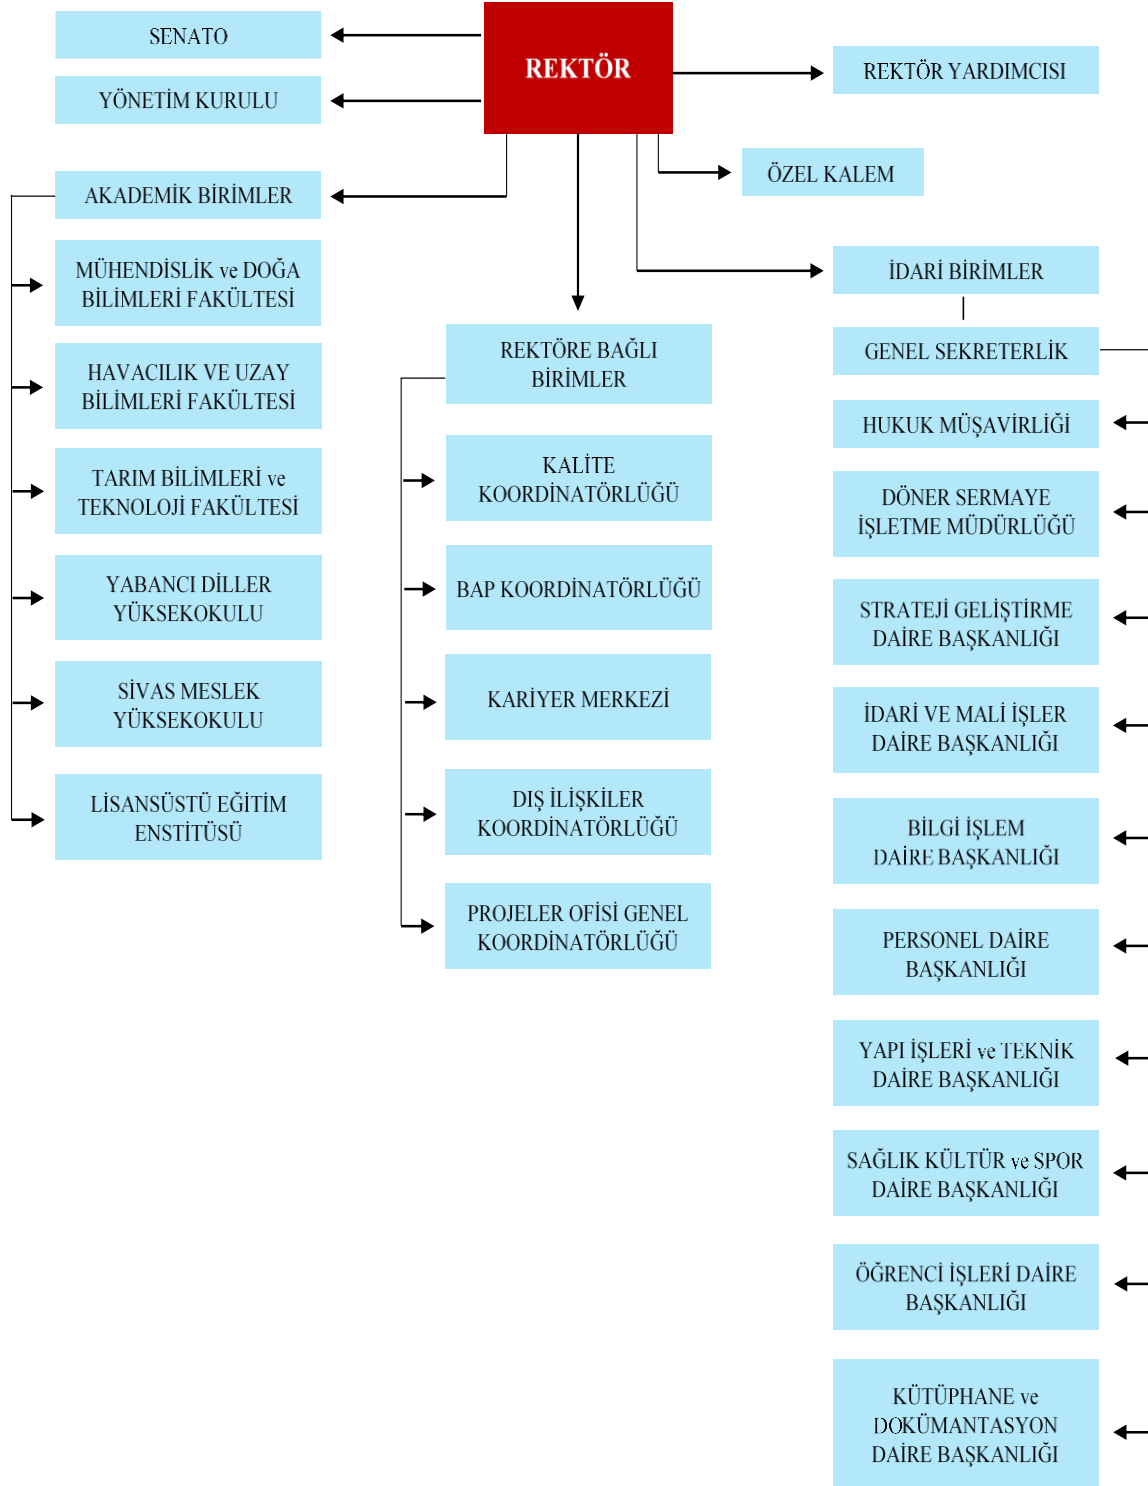 REKTÖR
SENATO
YÖNETİM KURULU
REKTÖR YARDIMCISI
ÖZEL KALEM
AKADEMİK BİRİMLER
MÜHENDİSLİK ve DOĞA
BİLİMLERİ FAKÜLTESİ
HAVACILIK VE UZAY
BİLİMLERİ FAKÜLTESİ
TARIM BİLİMLERİ ve
TEKNOLOJİ FAKÜLTESİ
YABANCI DİLLER
YÜKSEKOKULU
SİVAS MESLEK
YÜKSEKOKULU
LİSANSÜSTÜ EĞİTİM
ENSTİTÜSÜ
REKTÖRE BAĞLI
BİRİMLER
KALİTE
KOORDİNATÖRLÜĞÜ
BAP KOORDİNATÖRLÜĞÜ
KARİYER MERKEZİ
DIŞ İLİŞKİLER
KOORDİNATÖRLÜĞÜ
PROJELER OFİSİ GENEL
KOORDİNATÖRLÜĞÜ
İDARİ BİRİMLER
GENEL SEKRETERLİK
HUKUK MÜŞAVİRLİĞİ
DÖNER SERMAYE
İŞLETME MÜDÜRLÜĞÜ
STRATEJİ GELİŞTİRME
DAİRE BAŞKANLIĞI
İDARİ VE MALİ İŞLER
DAİRE BAŞKANLIĞI
BİLGİ İŞLEM
DAİRE BAŞKANLIĞI
PERSONEL DAİRE
BAŞKANLIĞI
YAPI İŞLERİ ve TEKNİK
DAİRE BAŞKANLIĞI
SAĞLIK KÜLTÜR ve SPOR
DAİRE BAŞKANLIĞI
ÖĞRENCİ İŞLERİ DAİRE
BAŞKANLIĞI
KÜTÜPHANE ve
DOKÜMANTASYON
DAİRE BAŞKANLIĞI